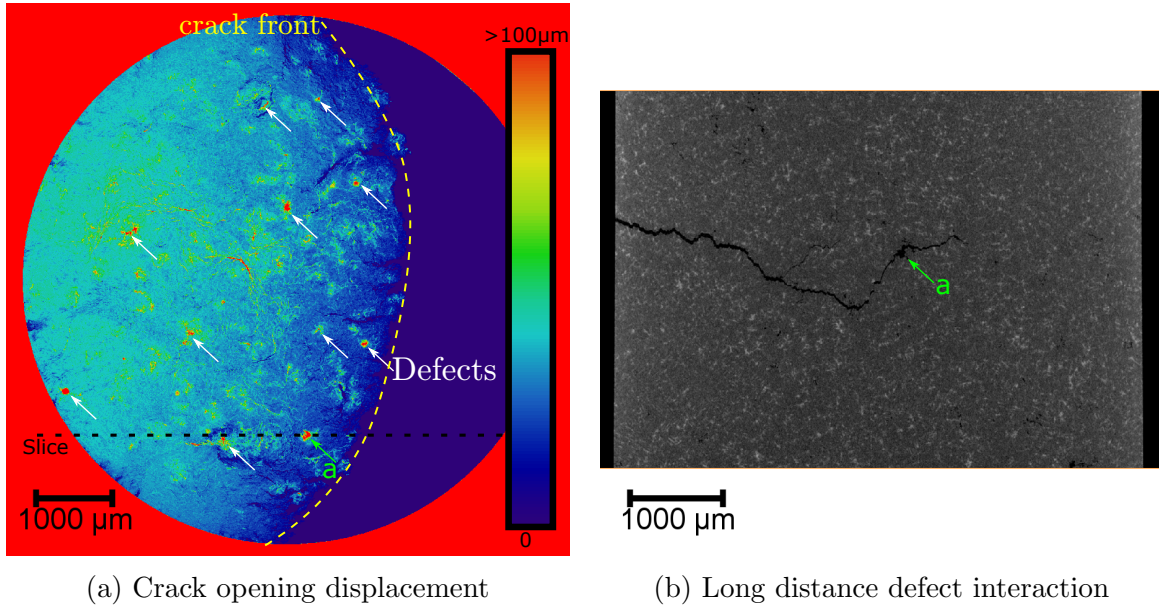 crack front
>100μm
Defects
Slice
a
1000 μm
0
a
1000 μm
(a) Crack opening displacement
(b) Long distance defect interaction